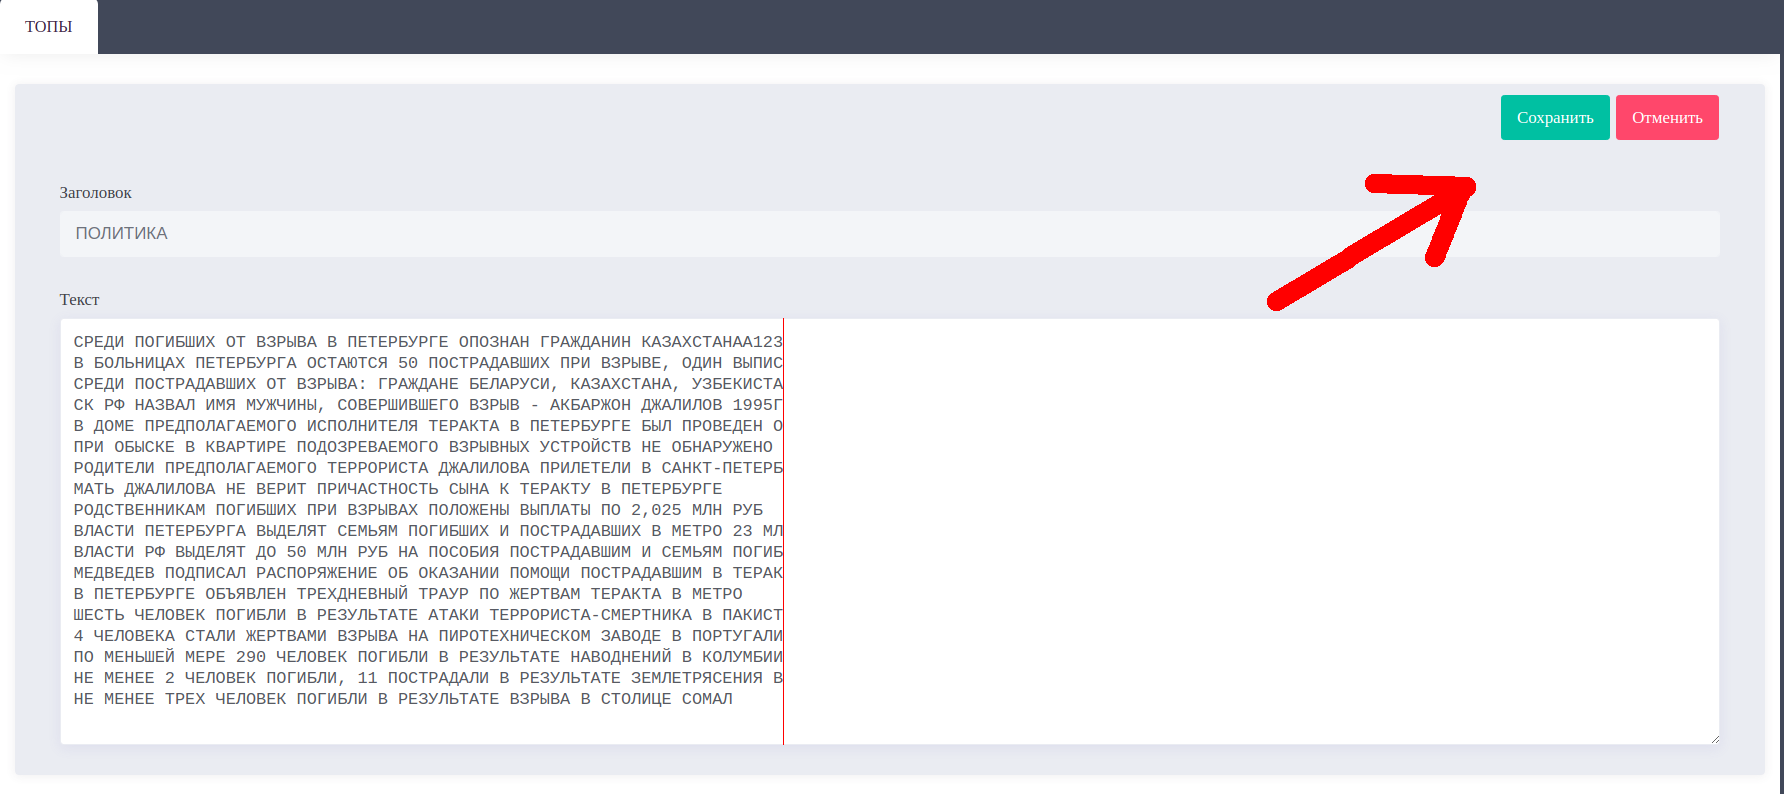 ТОПЫ
Сохранить Отменить
Заголовок
ПОЛИТИКА
Текст
СРЕДИ ПОГИБШИХ ОТ ВЗРЫВА В ПЕТЕРБУРГЕ ОПОЗНАН ГРАЖДАНИН КАЗАХСТАНАА123
В БОЛЬНИЦАХ ПЕТЕРБУРГА ОСТАЮТСЯ 50 ПОСТРАДАВШИХ ПРИ ВЗРЫВЕ, ОДИН ВЫПИС
СРЕДИ ПОСТРАДАВШИХ ОТ ВЗРЫВА: ГРАЖДАНЕ БЕЛАРУСИ, КАЗАХСТАНА, УЗБЕКИСТА
СК РФ НАЗВАЛ ИМЯ МУЖЧИНЫ, СОВЕРШИВШЕГО ВЗРЫВ - АКБАРЖОН ДЖАЛИЛОВ 1995Г
В ДОМЕ ПРЕДПОЛАГАЕМОГО ИСПОЛНИТЕЛЯ ТЕРАКТА В ПЕТЕРБУРГЕ БЫЛ ПРОВЕДЕН О
ПРИ ОБЫСКЕ В КВАРТИРЕ ПОДОЗРЕВАЕМОГО ВЗРЫВНЫХ УСТРОЙСТВ НЕ ОБНАРУЖЕНО
РОДИТЕЛИ ПРЕДПОЛАГАЕМОГО ТЕРРОРИСТА ДЖАЛИЛОВА ПРИЛЕТЕЛИ В САНКТ-ПЕТЕРБ
МАТЬ ДЖАЛИЛОВА НЕ ВЕРИТ ПРИЧАСТНОСТЬ СЫНА К ТЕРАКТУ В ПЕТЕРБУРГЕ
РОДСТВЕННИКАМ ПОГИБШИХ ПРИ ВЗРЫВАХ ПОЛОЖЕНЫ ВЫПЛАТЫ ПО 2,025 МЛН РУБ
ВЛАСТИ ПЕТЕРБУРГА ВЫДЕЛЯТ СЕМЬЯМ ПОГИБШИХ И ПОСТРАДАВШИХ В МЕТРО 23 МЛ
ВЛАСТИ РФ ВЫДЕЛЯТ ДО 50 МЛН РУБ НА ПОСОБИЯ ПОСТРАДАВШИМ И СЕМЬЯМ ПОГИБ
МЕДВЕДЕВ ПОДПИСАЛ РАСПОРЯЖЕНИЕ ОБ ОКАЗАНИИ ПОМОЩИ ПОСТРАДАВШИМ В ТЕРАК
В ПЕТЕРБУРГЕ ОБЪЯВЛЕН ТРЕХДНЕВНЫЙ ТРАУР ПО ЖЕРТВАМ ТЕРАКТА В МЕТРО
ШЕСТЬ ЧЕЛОВЕК ПОГИБЛИ В РЕЗУЛЬТАТЕ АТАКИ ТЕРРОРИСТА-СМЕРТНИКА В ПАКИСТ
4 ЧЕЛОВЕКА СТАЛИ ЖЕРТВАМИ ВЗРЫВА НА ПИРОТЕХНИЧЕСКОМ ЗАВОДЕ В ПОРТУГАЛИ
ПО МЕНЬШЕЙ МЕРЕ 290 ЧЕЛОВЕК ПОГИБЛИ В РЕЗУЛЬТАТЕ НАВОДНЕНИЙ В КОЛУМБИИ
НЕ МЕНЕЕ 2 ЧЕЛОВЕК ПОГИБЛИ, 11 ПОСТРАДАЛИ В РЕЗУЛЬТАТЕ ЗЕМЛЕТРЯСЕНИЯ В
НЕ МЕНЕЕ ТРЕХ ЧЕЛОВЕК ПОГИБЛИ В РЕЗУЛЬТАТЕ ВЗРЫВА В СТОЛИЦЕ СОМАЛ